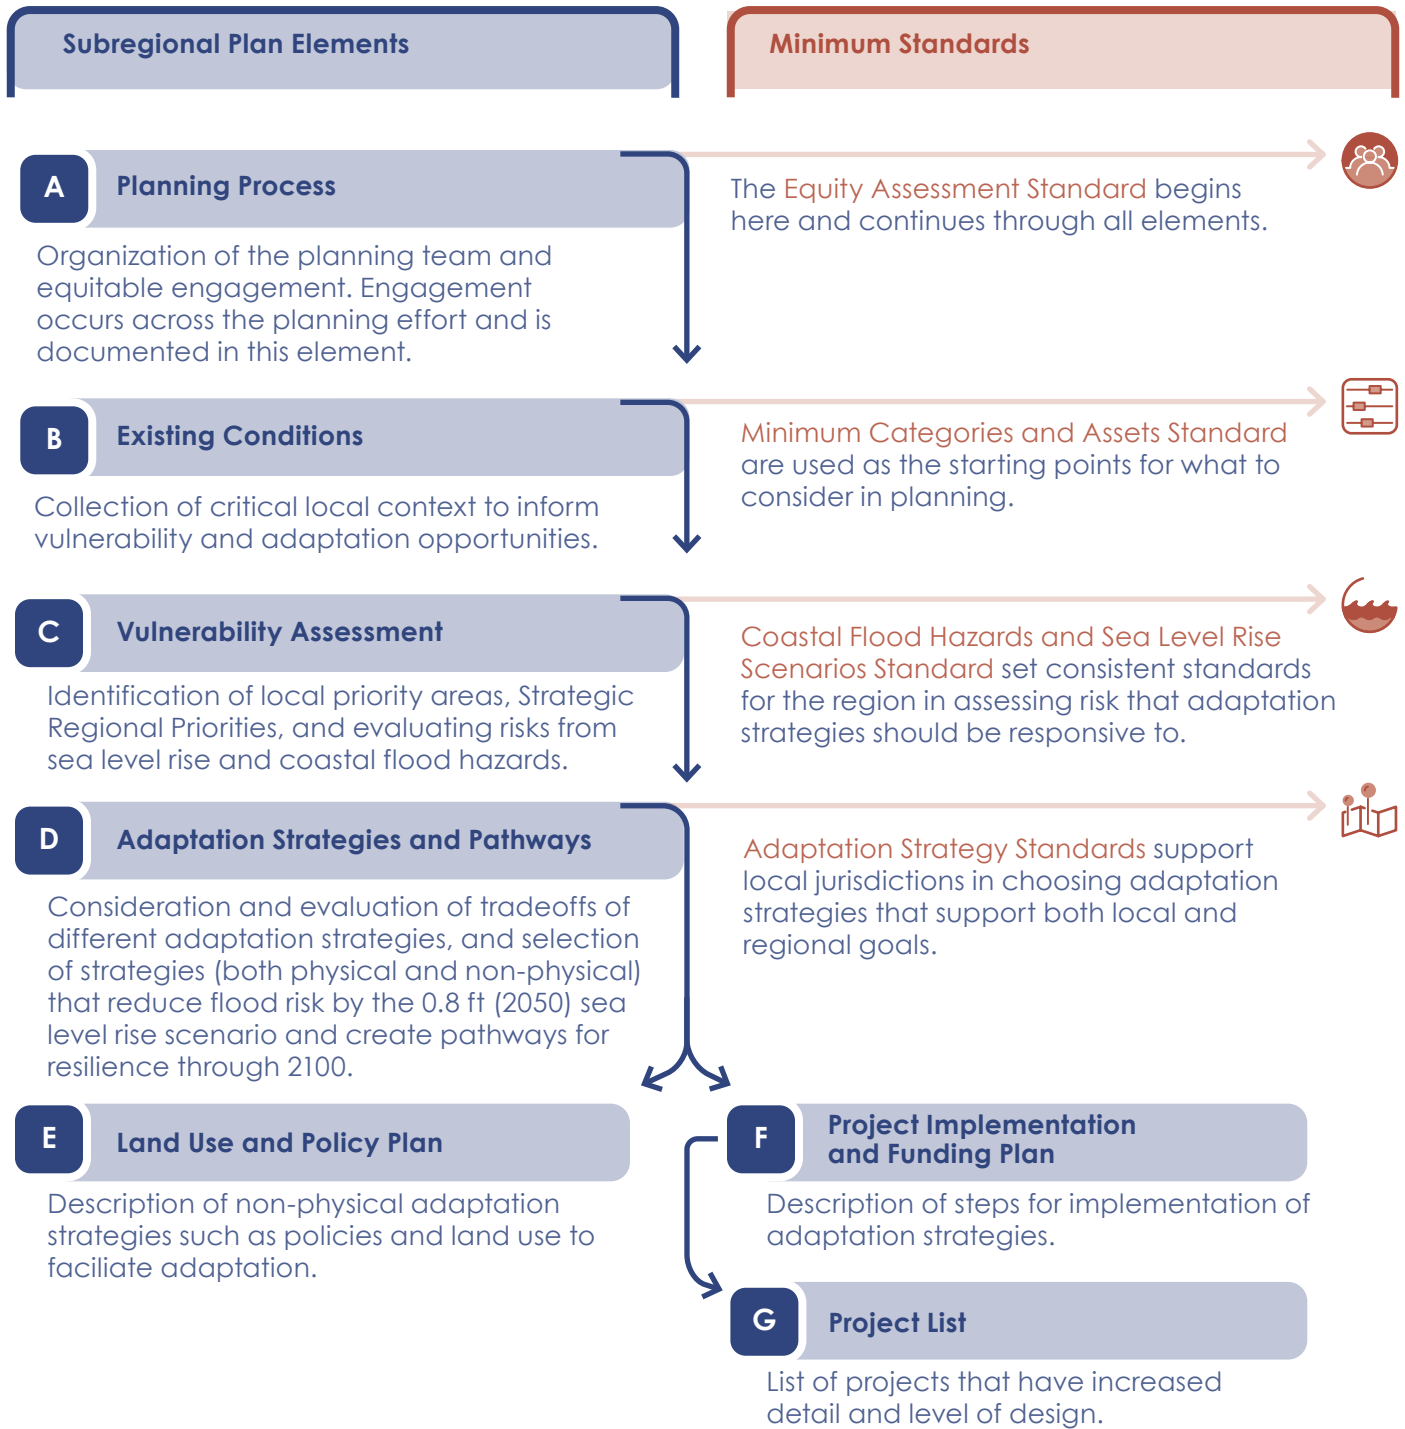 Subregional Plan Elements
Minimum Standards
A
Planning Process
Organization of the planning team and
equitable engagement. Engagement
occurs across the planning effort and is
documented in this element.
The Equity Assessment Standard begins
here and continues through all elements.
B
Existing Conditions
Collection of critical local context to inform
vulnerability and adaptation opportunities.
Minimum Categories and Assets Standard
are used as the starting points for what to
consider in planning.
C
Vulnerability Assessment
Identification of local priority areas, Strategic
Regional Priorities, and evaluating risks from
sea level rise and coastal flood hazards.
Coastal Flood Hazards and Sea Level Rise
Scenarios Standard set consistent standards
for the region in assessing risk that adaptation
strategies should be responsive to.
D
Adaptation Strategies and Pathways
Consideration and evaluation of tradeoffs of
different adaptation strategies, and selection
of strategies (both physical and non-physical)
that reduce flood risk by the 0.8 ft (2050) sea
level rise scenario and create pathways for
resilience through 2100.
Adaptation Strategy Standards support
local jurisdictions in choosing adaptation
strategies that support both local and
regional goals.
E
Land Use and Policy Plan
Description of non-physical adaptation
strategies such as policies and land use to
faciliate adaptation.
F
Project Implementation
and Funding Plan
Description of steps for implementation of
adaptation strategies.
G
Project List
List of projects that have increased
detail and level of design.